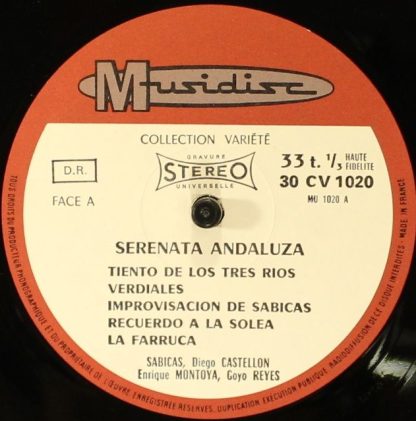 Musidisc
COLLECTION VARIÉTÉ
D.R.
GRAVURE
STEREO
UNIVERSELLE
33 t. 1/3 HAUTE FIDELITE
30 CV 1020
MU 1020 A
FACE A
SERENATA ANDALUZA
TIENTO DE LOS TRES RIOS
VERDIALES
IMPROVISACION DE SABICAS
RECUERDO A LA SOLEA
LA FARRUCA
SABICAS, Diego CASTELLON
Enrique MONTOYA, Goyo REYES
TOUS DROITS DU PRODUCTEUR PHONOGRAPHIQUE ET DU PROPRIETAIRE DE L'ŒUVRE ENREGISTREE RESERVES. DUPLICATION EXECUTION PUBLIQUE RADIODIFFUSION DE CE DISQUE INTERDITES - MADE IN FRANCE